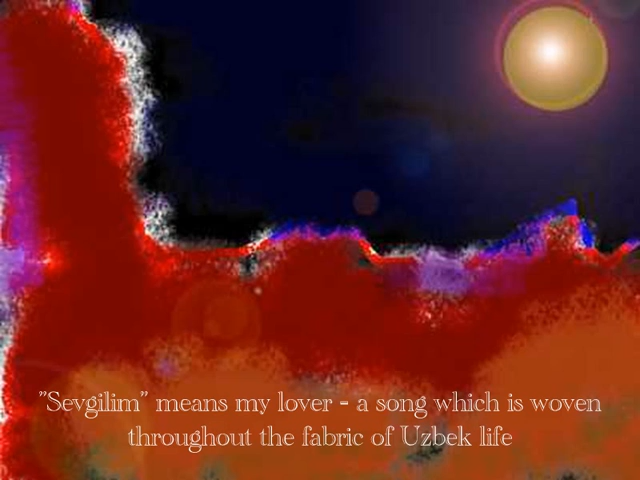 "Sevgilim" means my lover - a song which is woven
throughout the fabric of Uzbek life